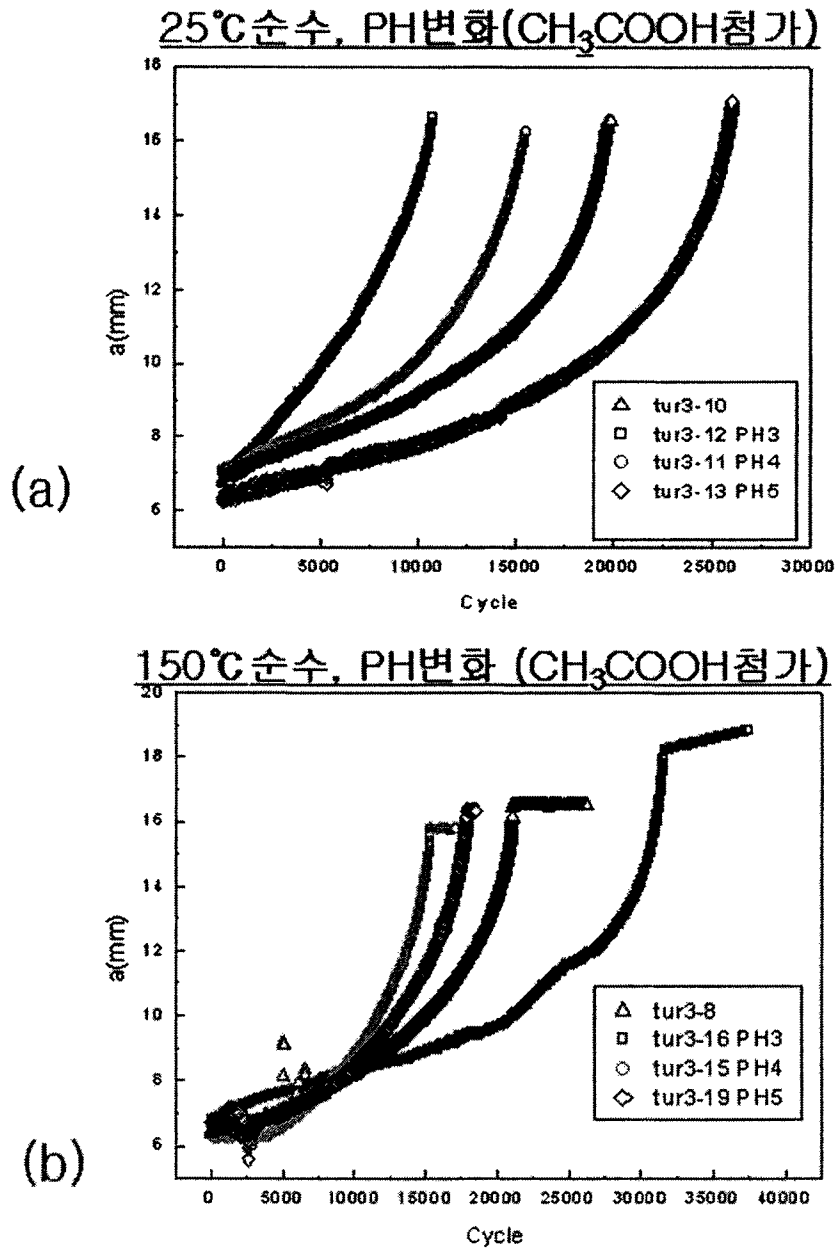 25℃순수, PH변화(CH₃COOH첨가)
18
16
14
12
10
8
6
a(mm)
(a)
△ tur3-10
□ tur3-12 PH3
○ tur3-11 PH4
◇ tur3-13 PH5
0 5000 10000 15000 20000 25000 30000
Cycle
150℃순수, PH변화 (CH₃COOH첨가)
20
18
16
14
12
10
8
6
a(mm)
(b)
△ tur3-8
□ tur3-16 PH3
○ tur3-15 PH4
◇ tur3-19 PH5
0 5000 10000 15000 20000 25000 30000 35000 40000
Cycle